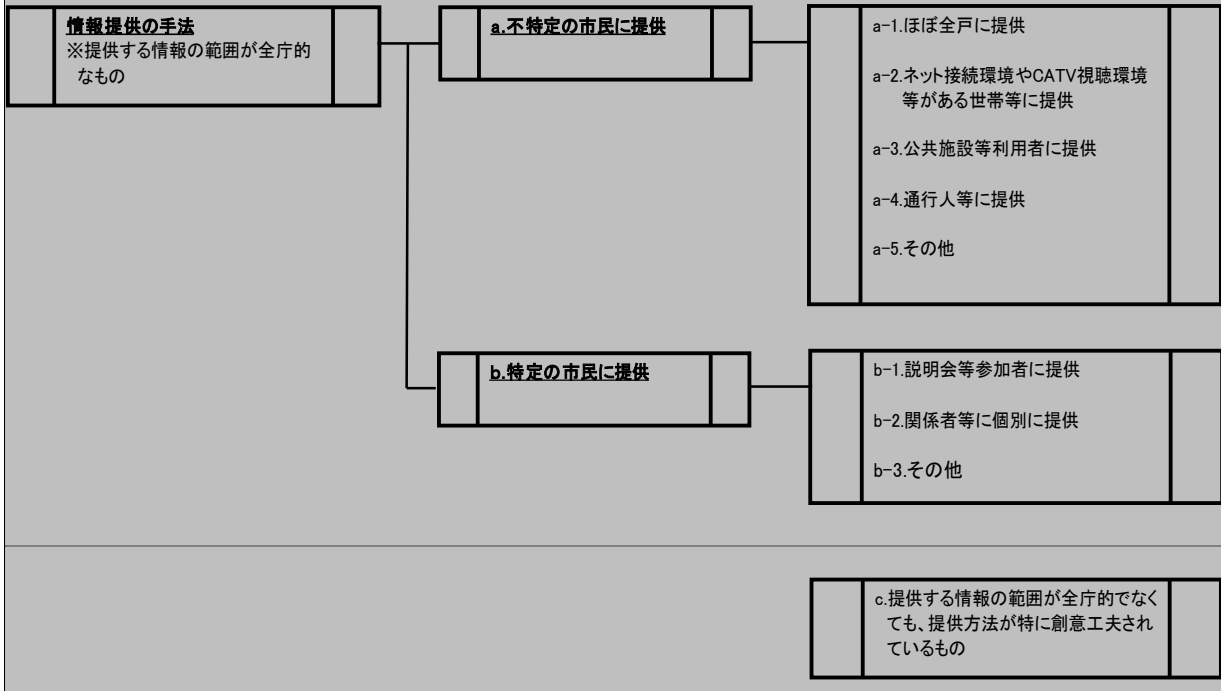 情報提供の手法
※提供する情報の範囲が全庁的
なもの
a.不特定の市民に提供
a-1.ほぼ全戸に提供
a-2.ネット接続環境やCATV視聴環境
等がある世帯等に提供
a-3.公共施設等利用者に提供
a-4.通行人等に提供
a-5.その他
b.特定の市民に提供
b-1.説明会等参加者に提供
b-2.関係者等に個別に提供
b-3.その他
c.提供する情報の範囲が全庁的でなく
ても、提供方法が特に創意工夫され
ているもの